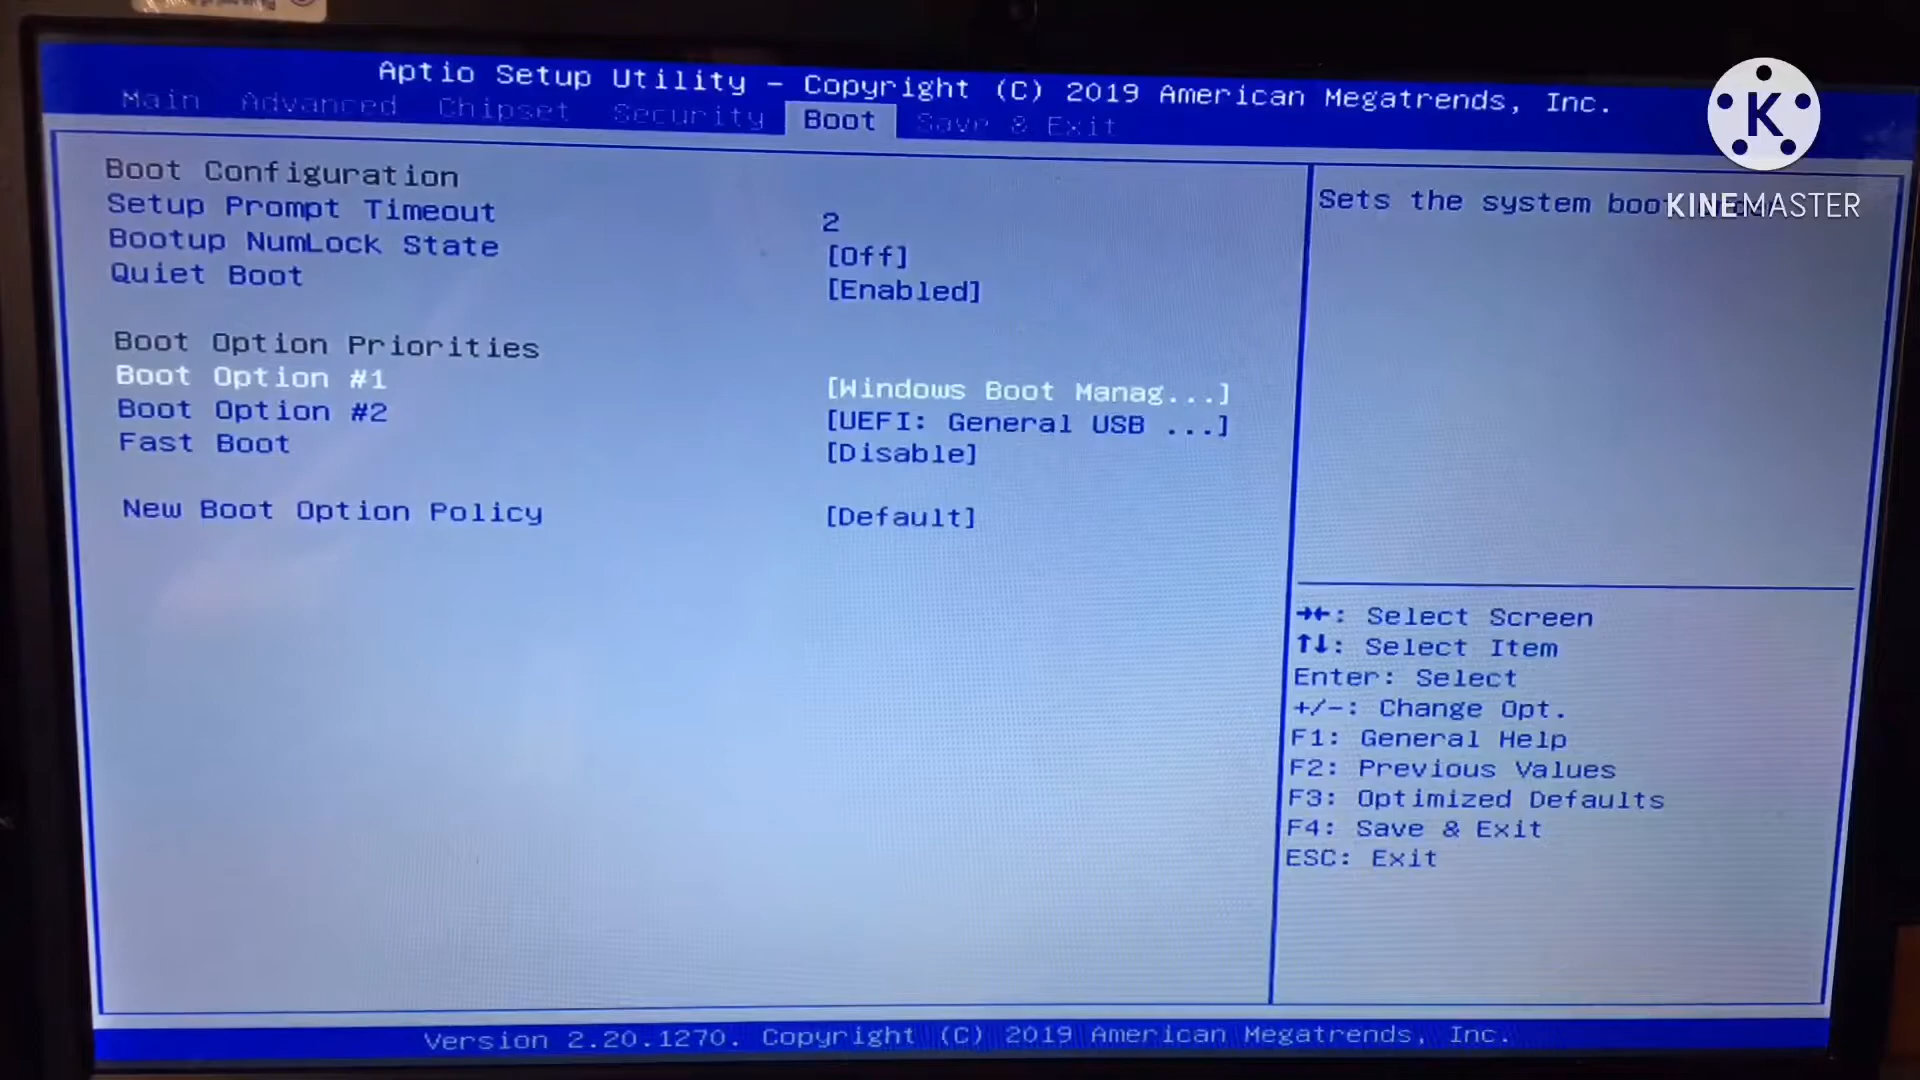 Aptio Setup Utility - Copyright (C) 2019 American Megatrends, Inc.
Main Advanced Chipset Security Boot Save & Exit
Boot Configuration
Setup Prompt Timeout 2
Bootup NumLock State [Off]
Quiet Boot [Enabled]
Boot Option Priorities
Boot Option #1 [Windows Boot Manag...]
Boot Option #2 [UEFI: General USB ...]
Fast Boot [Disable]
New Boot Option Policy [Default]
Sets the system boot
K
KINEMASTER
→←: Select Screen
↑↓: Select Item
Enter: Select
+/-: Change Opt.
F1: General Help
F2: Previous Values
F3: Optimized Defaults
F4: Save & Exit
ESC: Exit
Version 2.20.1270. Copyright (C) 2019 American Megatrends, Inc.